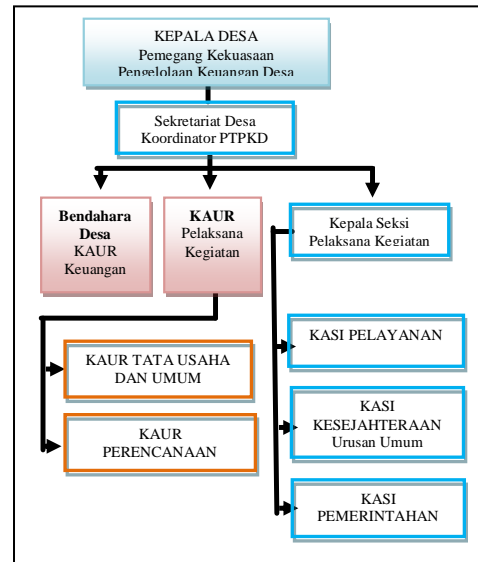 KEPALA DESA
Pemegang Kekuasaan
Pengelolaan Keuangan Desa
Sekretariat Desa
Koordinator PTPKD
Bendahara
Desa
KAUR
Keuangan
KAUR
Pelaksana
Kegiatan
Kepala Seksi
Pelaksana Kegiatan
KAUR TATA USAHA
DAN UMUM
KAUR
PERENCANAAN
KASI PELAYANAN
KASI
KESEJAHTERAAN
Urusan Umum
KASI
PEMERINTAHAN